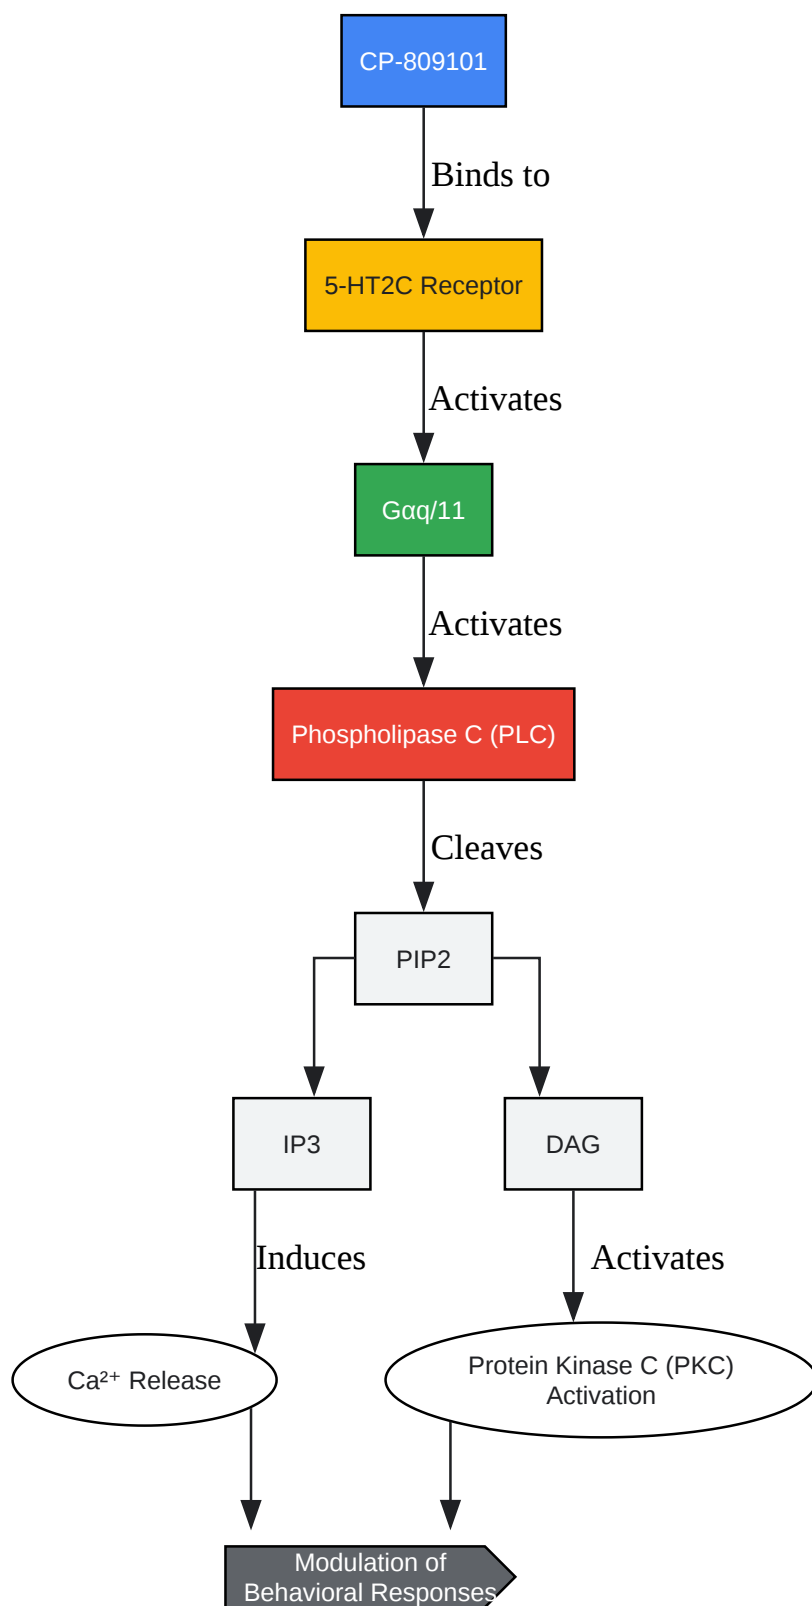 CP-809101
Binds to
5-HT2C Receptor
Activates
Gαq/11
Activates
Phospholipase C (PLC)
Cleaves
PIP2
IP3
DAG
Induces
Activates
Ca²⁺ Release
Protein Kinase C (PKC)
Activation
Modulation of
Behavioral Responses